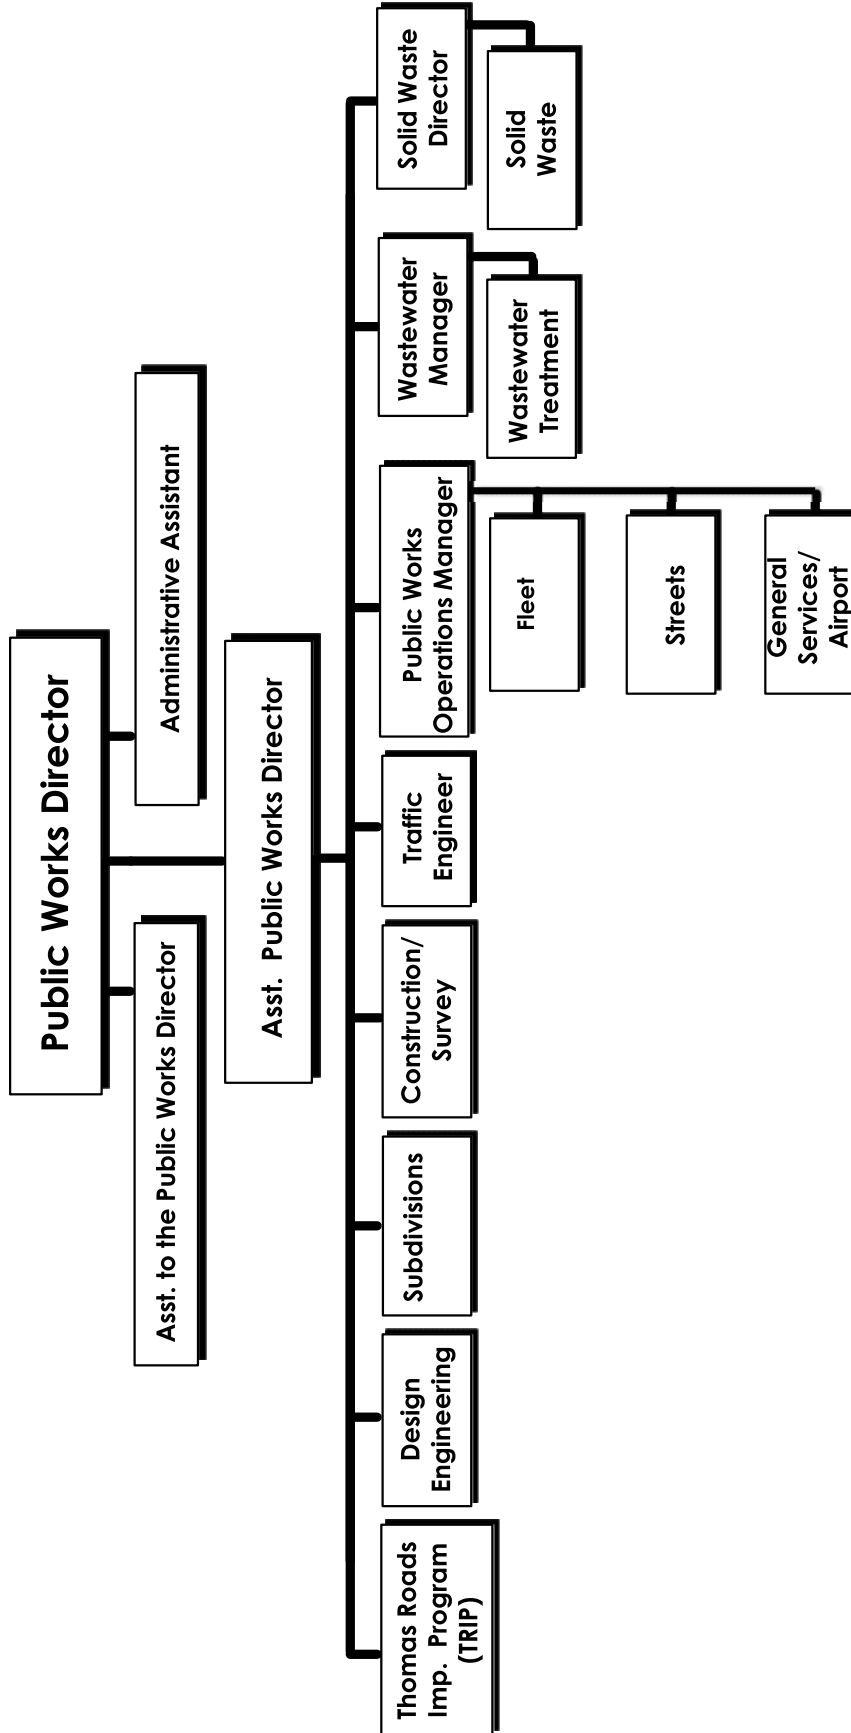 Public Works Director
Asst. to the Public Works Director
Administrative Assistant
Asst.  Public Works Director
Thomas Roads
Imp.  Program
(TRIP)
Design
Engineering
Subdivisions
Construction/
Survey
Traffic
Engineer
Public Works
Operations Manager
Wastewater
Manager
Solid Waste
Director
Fleet
Streets
General
Services/
Airport
Wastewater
Treatment
Solid
Waste